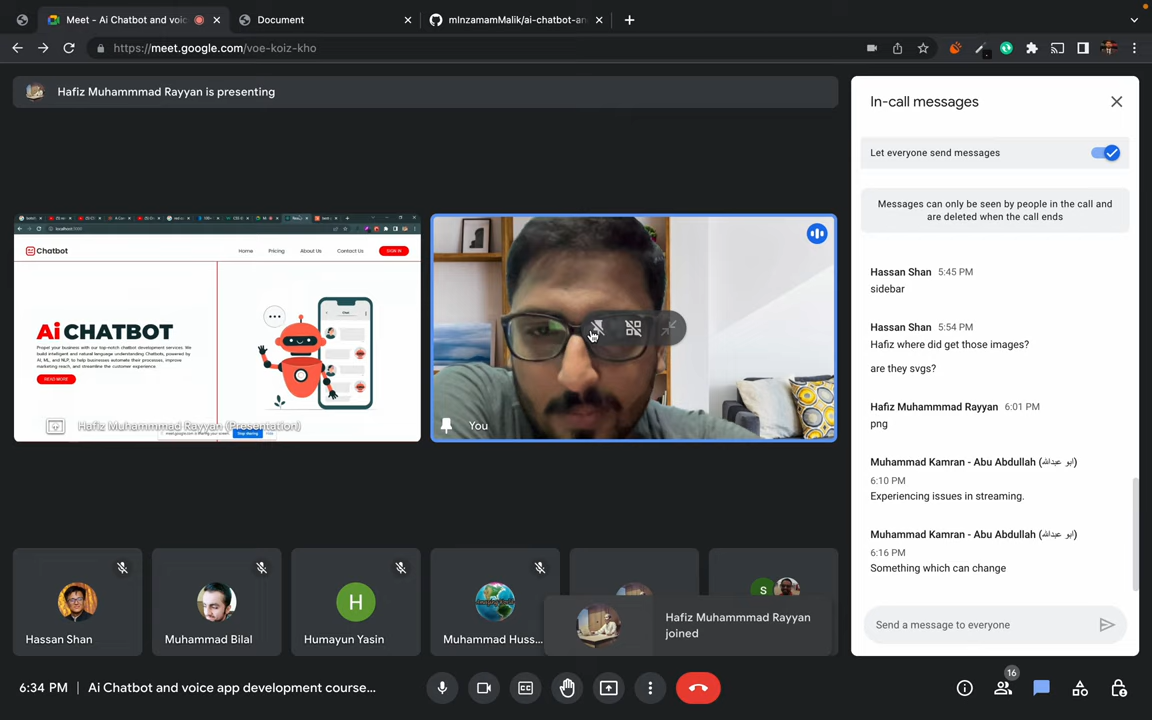 Meet - Ai Chatbot and voic
Document
mInzamamMalik/ai-chatbot-an
https://meet.google.com/voe-koiz-kho
Hafiz Muhammmad Rayyan is presenting
In-call messages
Let everyone send messages
Messages can only be seen by people in the call and
are deleted when the call ends
Hassan Shan 5:45 PM
sidebar
Hassan Shan 5:54 PM
Hafiz where did get those images?
are they svgs?
Hafiz Muhammmad Rayyan 6:01 PM
png
Muhammad Kamran - Abu Abdullah (ابو عبدالله)
6:10 PM
Experiencing issues in streaming.
Muhammad Kamran - Abu Abdullah (ابو عبدالله)
6:16 PM
Something which can change
Send a message to everyone
Chatbot
Home Pricing About Us Contact Us SIGN IN
Ai CHATBOT
READ MORE
Hafiz Muhammmad Rayyan (Presentation)
You
Hassan Shan
Muhammad Bilal
H
Humayun Yasin
Muhammad Huss...
S
Hafiz Muhammmad Rayyan
joined
6:34 PM | Ai Chatbot and voice app development course...
16